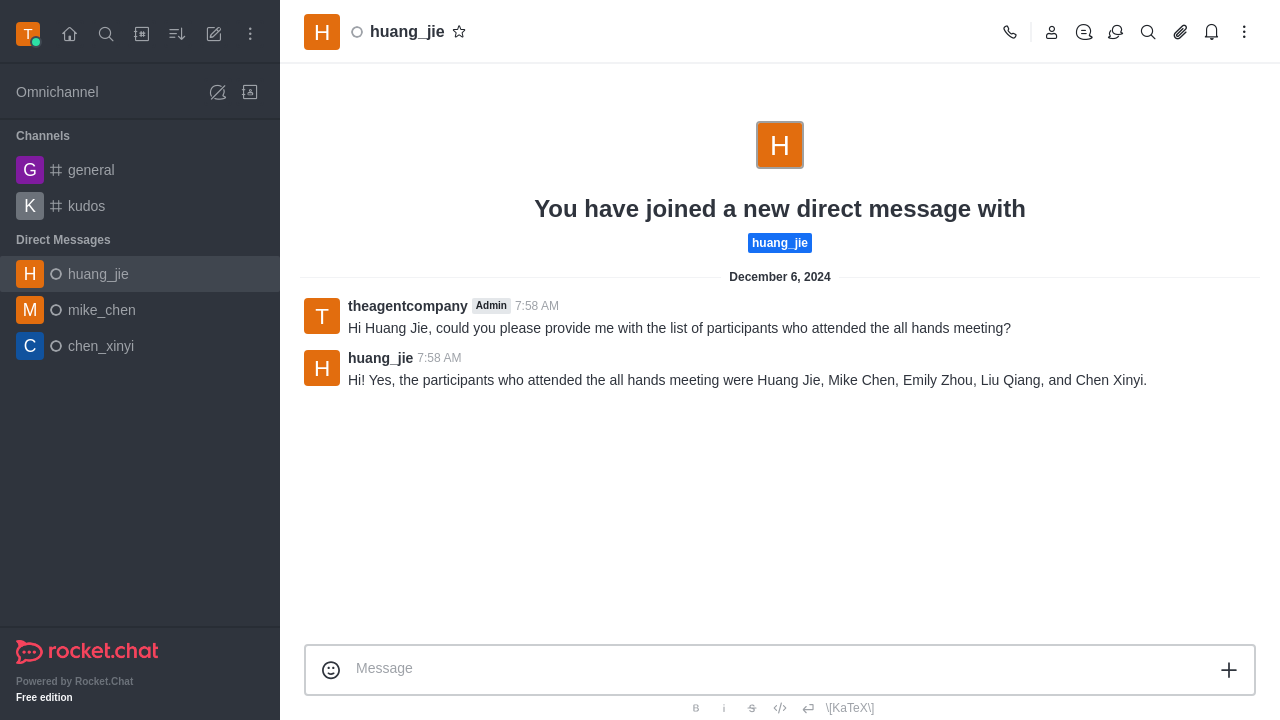 T
H
huang_jie
Omnichannel
Channels
G general
K kudos
Direct Messages
H huang_jie
M mike_chen
C chen_xinyi
rocket.chat
Powered by Rocket.Chat
Free edition
H
You have joined a new direct message with
huang_jie
December 6, 2024
T
theagentcompany Admin 7:58 AM
Hi Huang Jie, could you please provide me with the list of participants who attended the all hands meeting?
H
huang_jie 7:58 AM
Hi! Yes, the participants who attended the all hands meeting were Huang Jie, Mike Chen, Emily Zhou, Liu Qiang, and Chen Xinyi.
Message
B i S </> \[KaTeX\]